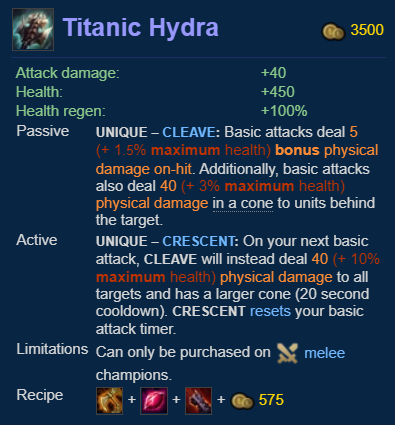 Titanic Hydra 3500
Attack damage: +40
Health: +450
Health regen: +100%
Passive UNIQUE – CLEAVE: Basic attacks deal 5
(+ 1.5% maximum health) bonus physical
damage on-hit. Additionally, basic attacks
also deal 40 (+ 3% maximum health)
physical damage in a cone to units behind
the target.
Active UNIQUE – CRESCENT: On your next basic
attack, CLEAVE will instead deal 40 (+ 10%
maximum health) physical damage to all
targets and has a larger cone (20 second
cooldown). CRESCENT resets your basic
attack timer.
Limitations Can only be purchased on melee
champions.
Recipe + + + 575